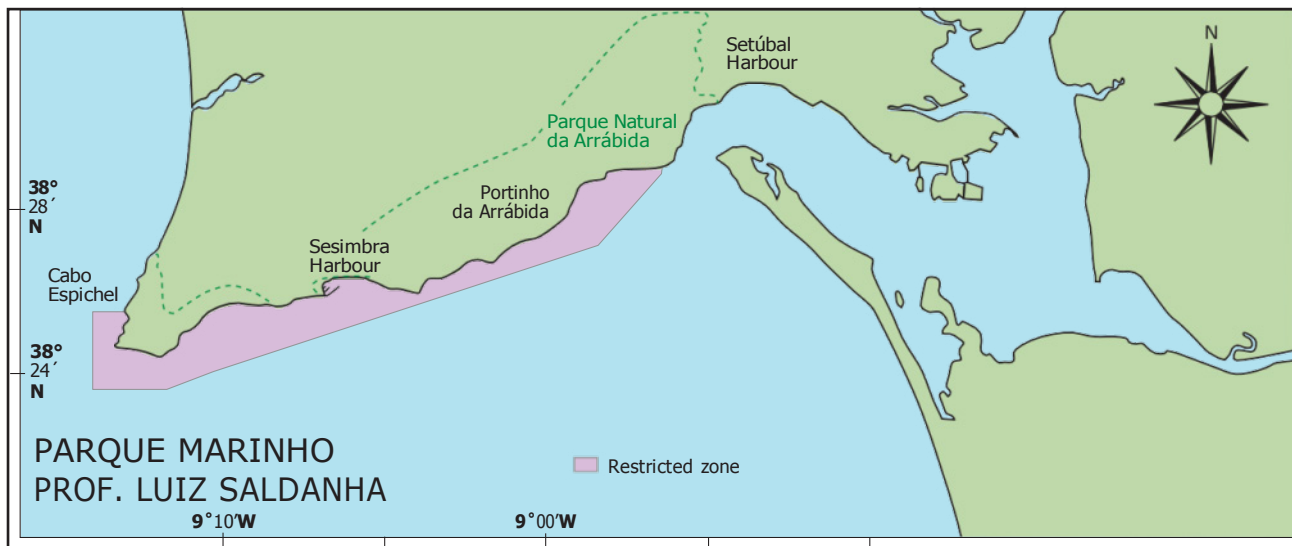 N
Setúbal
Harbour
Parque Natural
da Arrábida
38°
28´
N
Portinho
da Arrábida
Sesimbra
Harbour
Cabo
Espichel
38°
24´
N
PARQUE MARINHO
PROF. LUIZ SALDANHA
Restricted zone
9°10'W
9°00'W